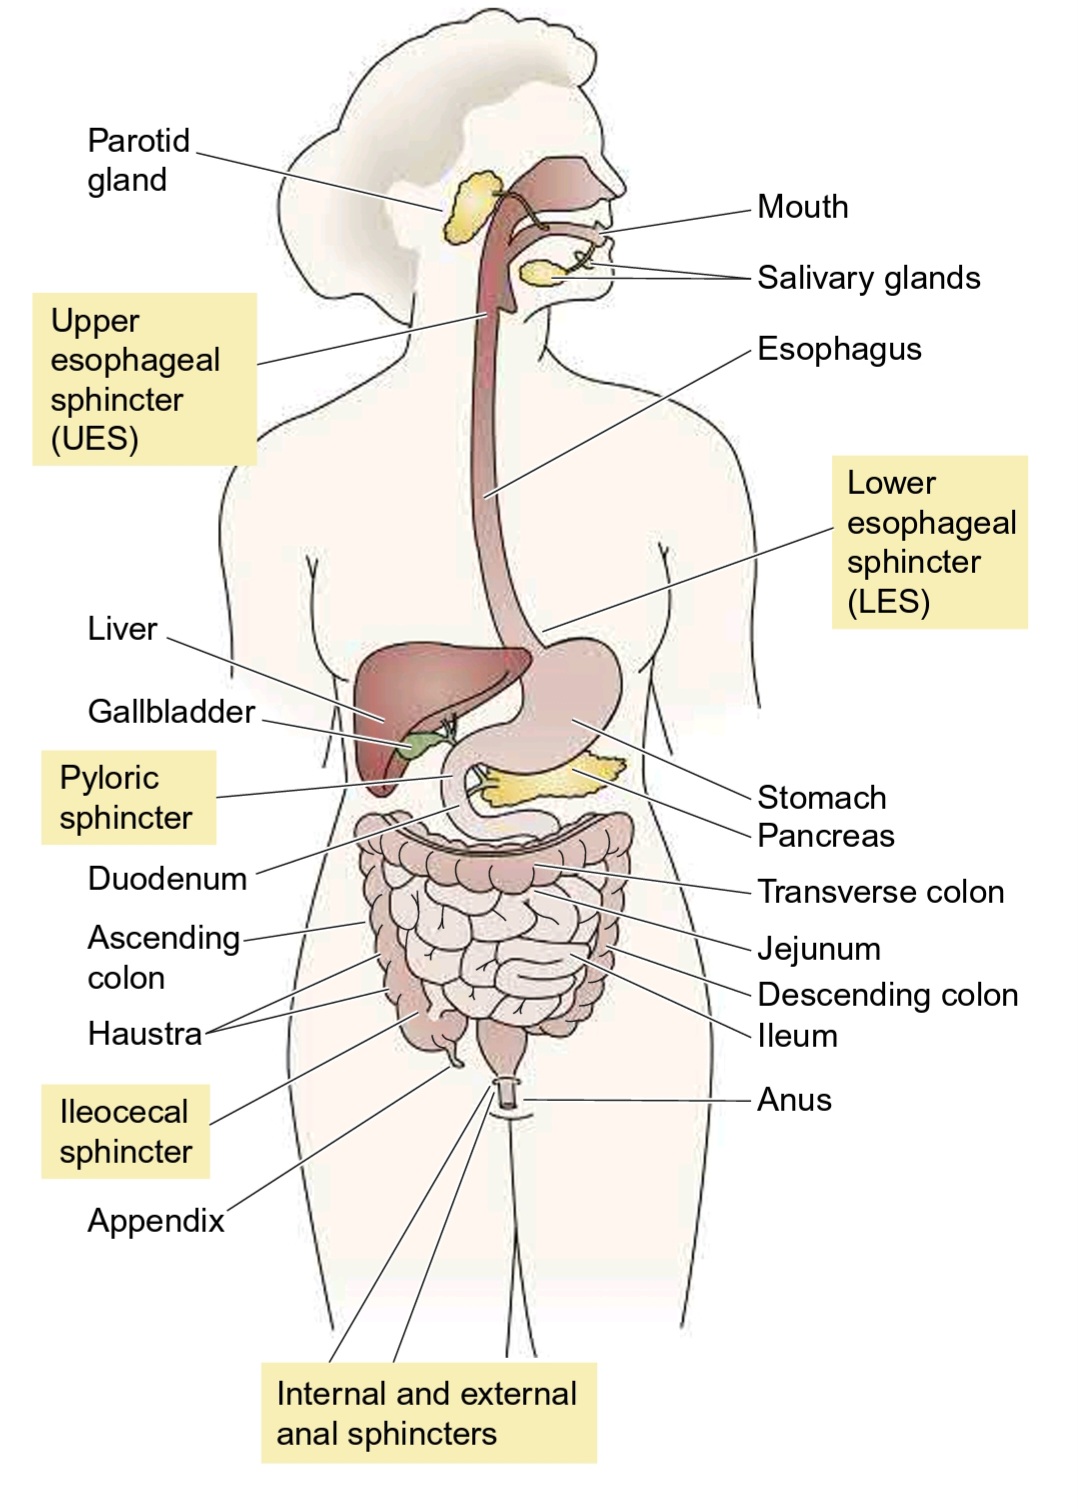 Parotid
gland
Mouth
Salivary glands
Upper
esophageal
sphincter
(UES)
Esophagus
Lower
esophageal
sphincter
(LES)
Liver
Gallbladder
Pyloric
sphincter
Stomach
Pancreas
Duodenum
Transverse colon
Ascending
colon
Jejunum
Descending colon
Haustra
Ileum
Ileocecal
sphincter
Anus
Appendix
Internal and external
anal sphincters